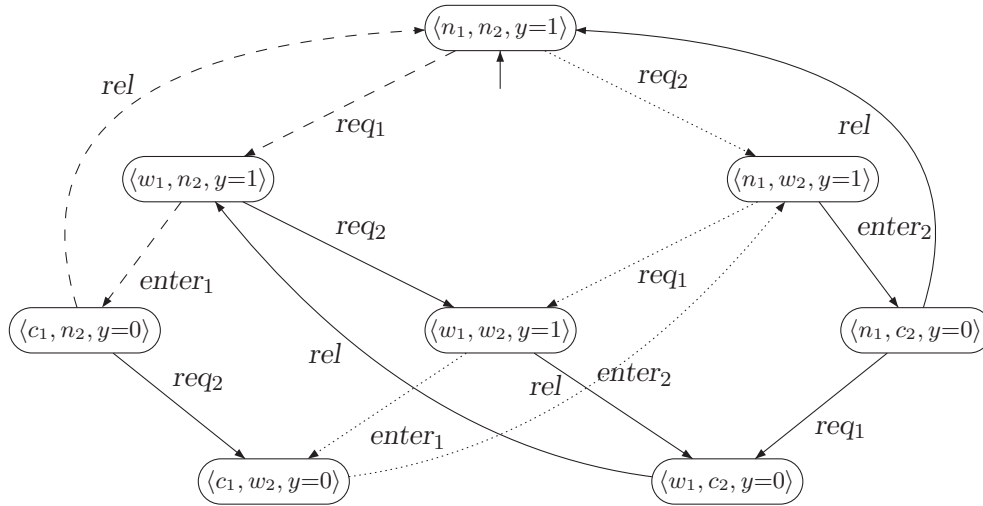 ⟨n₁, n₂, y=1⟩
rel
req₂
req₁
rel
⟨w₁, n₂, y=1⟩
⟨n₁, w₂, y=1⟩
req₂
enter₂
enter₁
req₁
⟨c₁, n₂, y=0⟩
⟨w₁, w₂, y=1⟩
⟨n₁, c₂, y=0⟩
rel
req₂
rel
enter₂
req₁
enter₁
⟨c₁, w₂, y=0⟩
⟨w₁, c₂, y=0⟩